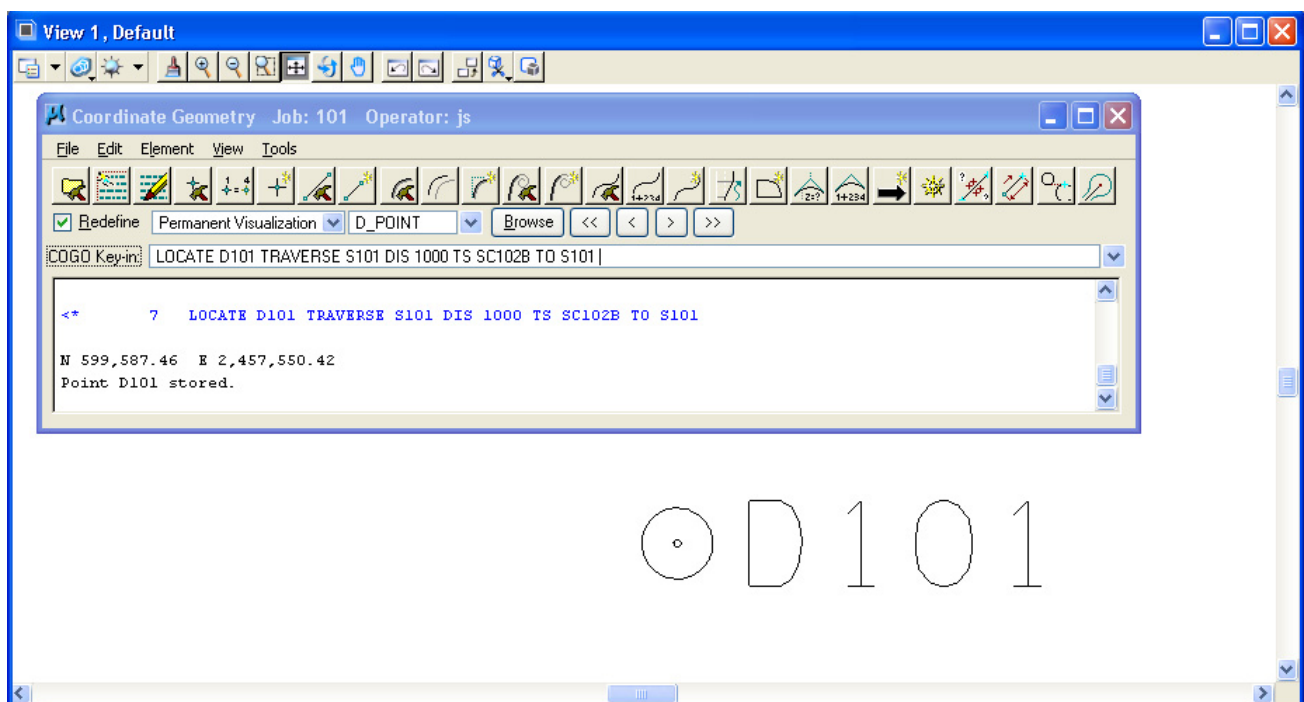 View 1, Default
Coordinate Geometry Job: 101 Operator: js
File Edit Element View Tools
Redefine Permanent Visualization D_POINT Browse << < > >>
COGO Key-in: LOCATE D101 TRAVERSE S101 DIS 1000 TS SC102B TO S101
<* 7 LOCATE D101 TRAVERSE S101 DIS 1000 TS SC102B TO S101
N 599,587.46 E 2,457,550.42
Point D101 stored.
D101